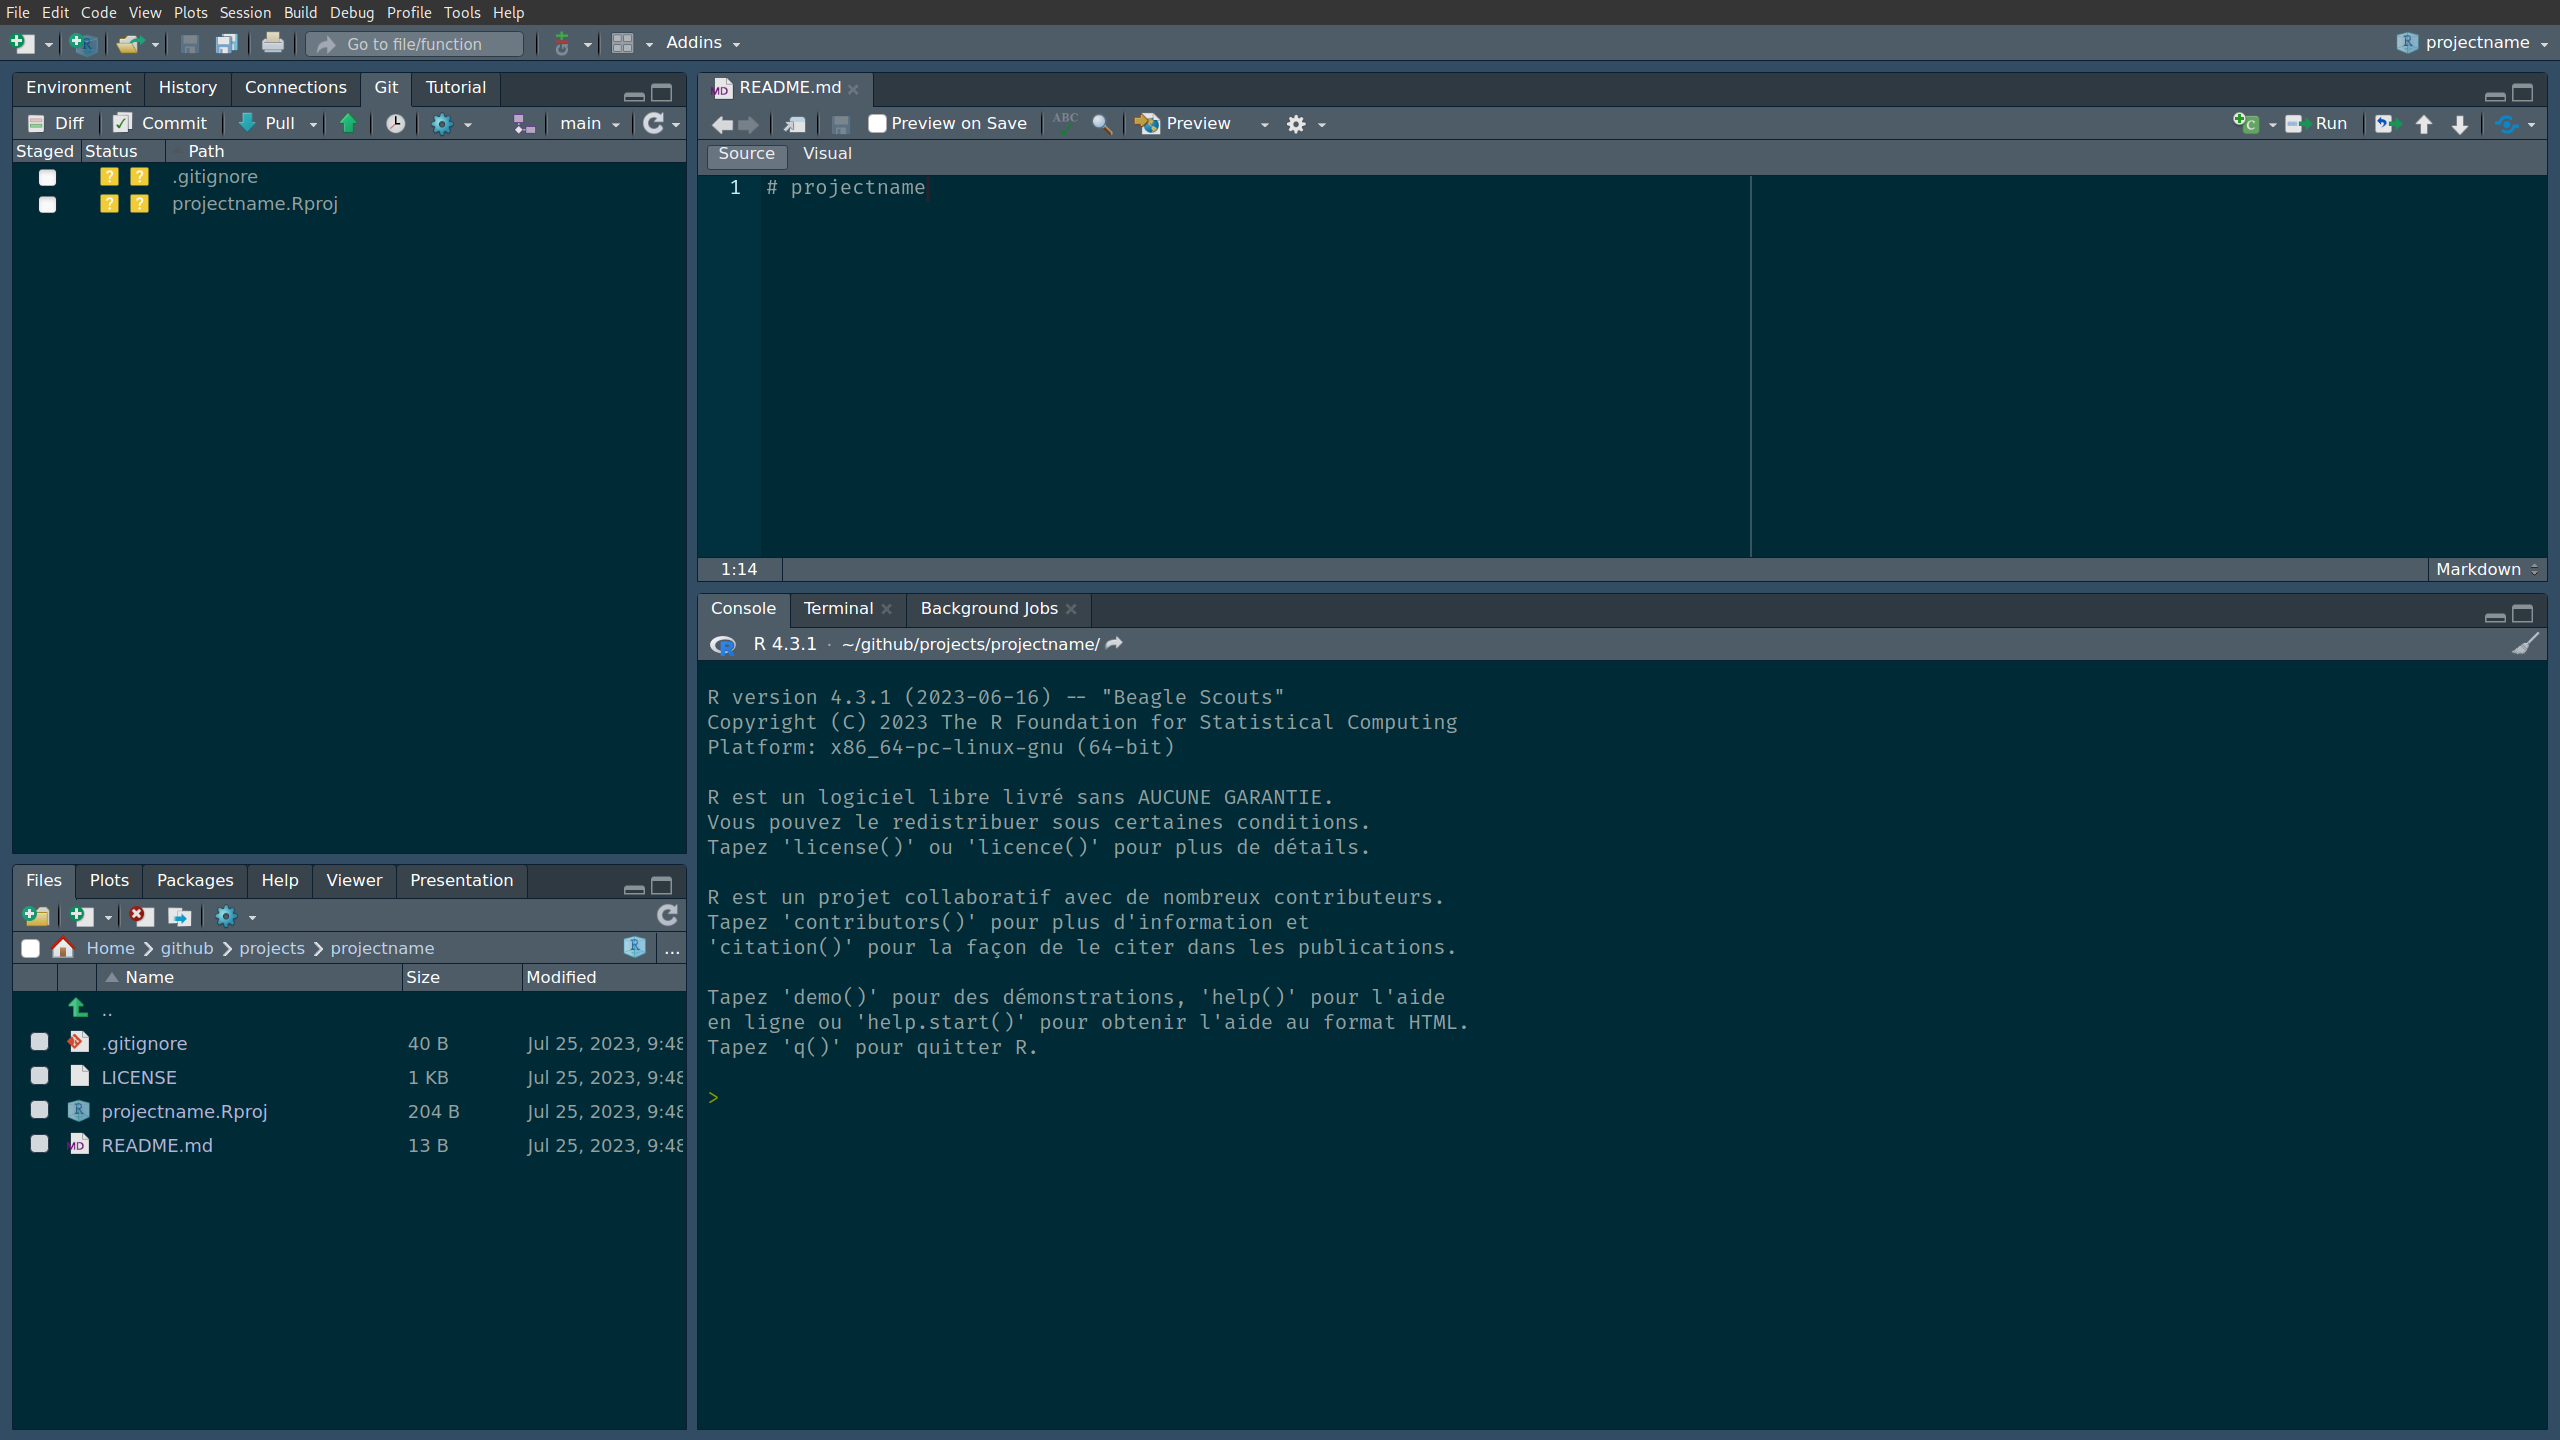 File Edit Code View Plots Session Build Debug Profile Tools Help
Go to file/function Addins projectname
Environment History Connections Git Tutorial
Diff Commit Pull main
Staged Status Path
? ? .gitignore
? ? projectname.Rproj
Files Plots Packages Help Viewer Presentation
Home github projects projectname ...
Name Size Modified
..
.gitignore 40 B Jul 25, 2023, 9:48
LICENSE 1 KB Jul 25, 2023, 9:48
projectname.Rproj 204 B Jul 25, 2023, 9:48
README.md 13 B Jul 25, 2023, 9:48
README.md
Preview on Save ABC Preview Run
Source Visual
1 # projectname
1:14 Markdown
Console Terminal Background Jobs
R 4.3.1 · ~/github/projects/projectname/
R version 4.3.1 (2023-06-16) -- "Beagle Scouts"
Copyright (C) 2023 The R Foundation for Statistical Computing
Platform: x86_64-pc-linux-gnu (64-bit)
R est un logiciel libre livré sans AUCUNE GARANTIE.
Vous pouvez le redistribuer sous certaines conditions.
Tapez 'license()' ou 'licence()' pour plus de détails.
R est un projet collaboratif avec de nombreux contributeurs.
Tapez 'contributors()' pour plus d'information et
'citation()' pour la façon de le citer dans les publications.
Tapez 'demo()' pour des démonstrations, 'help()' pour l'aide
en ligne ou 'help.start()' pour obtenir l'aide au format HTML.
Tapez 'q()' pour quitter R.
>